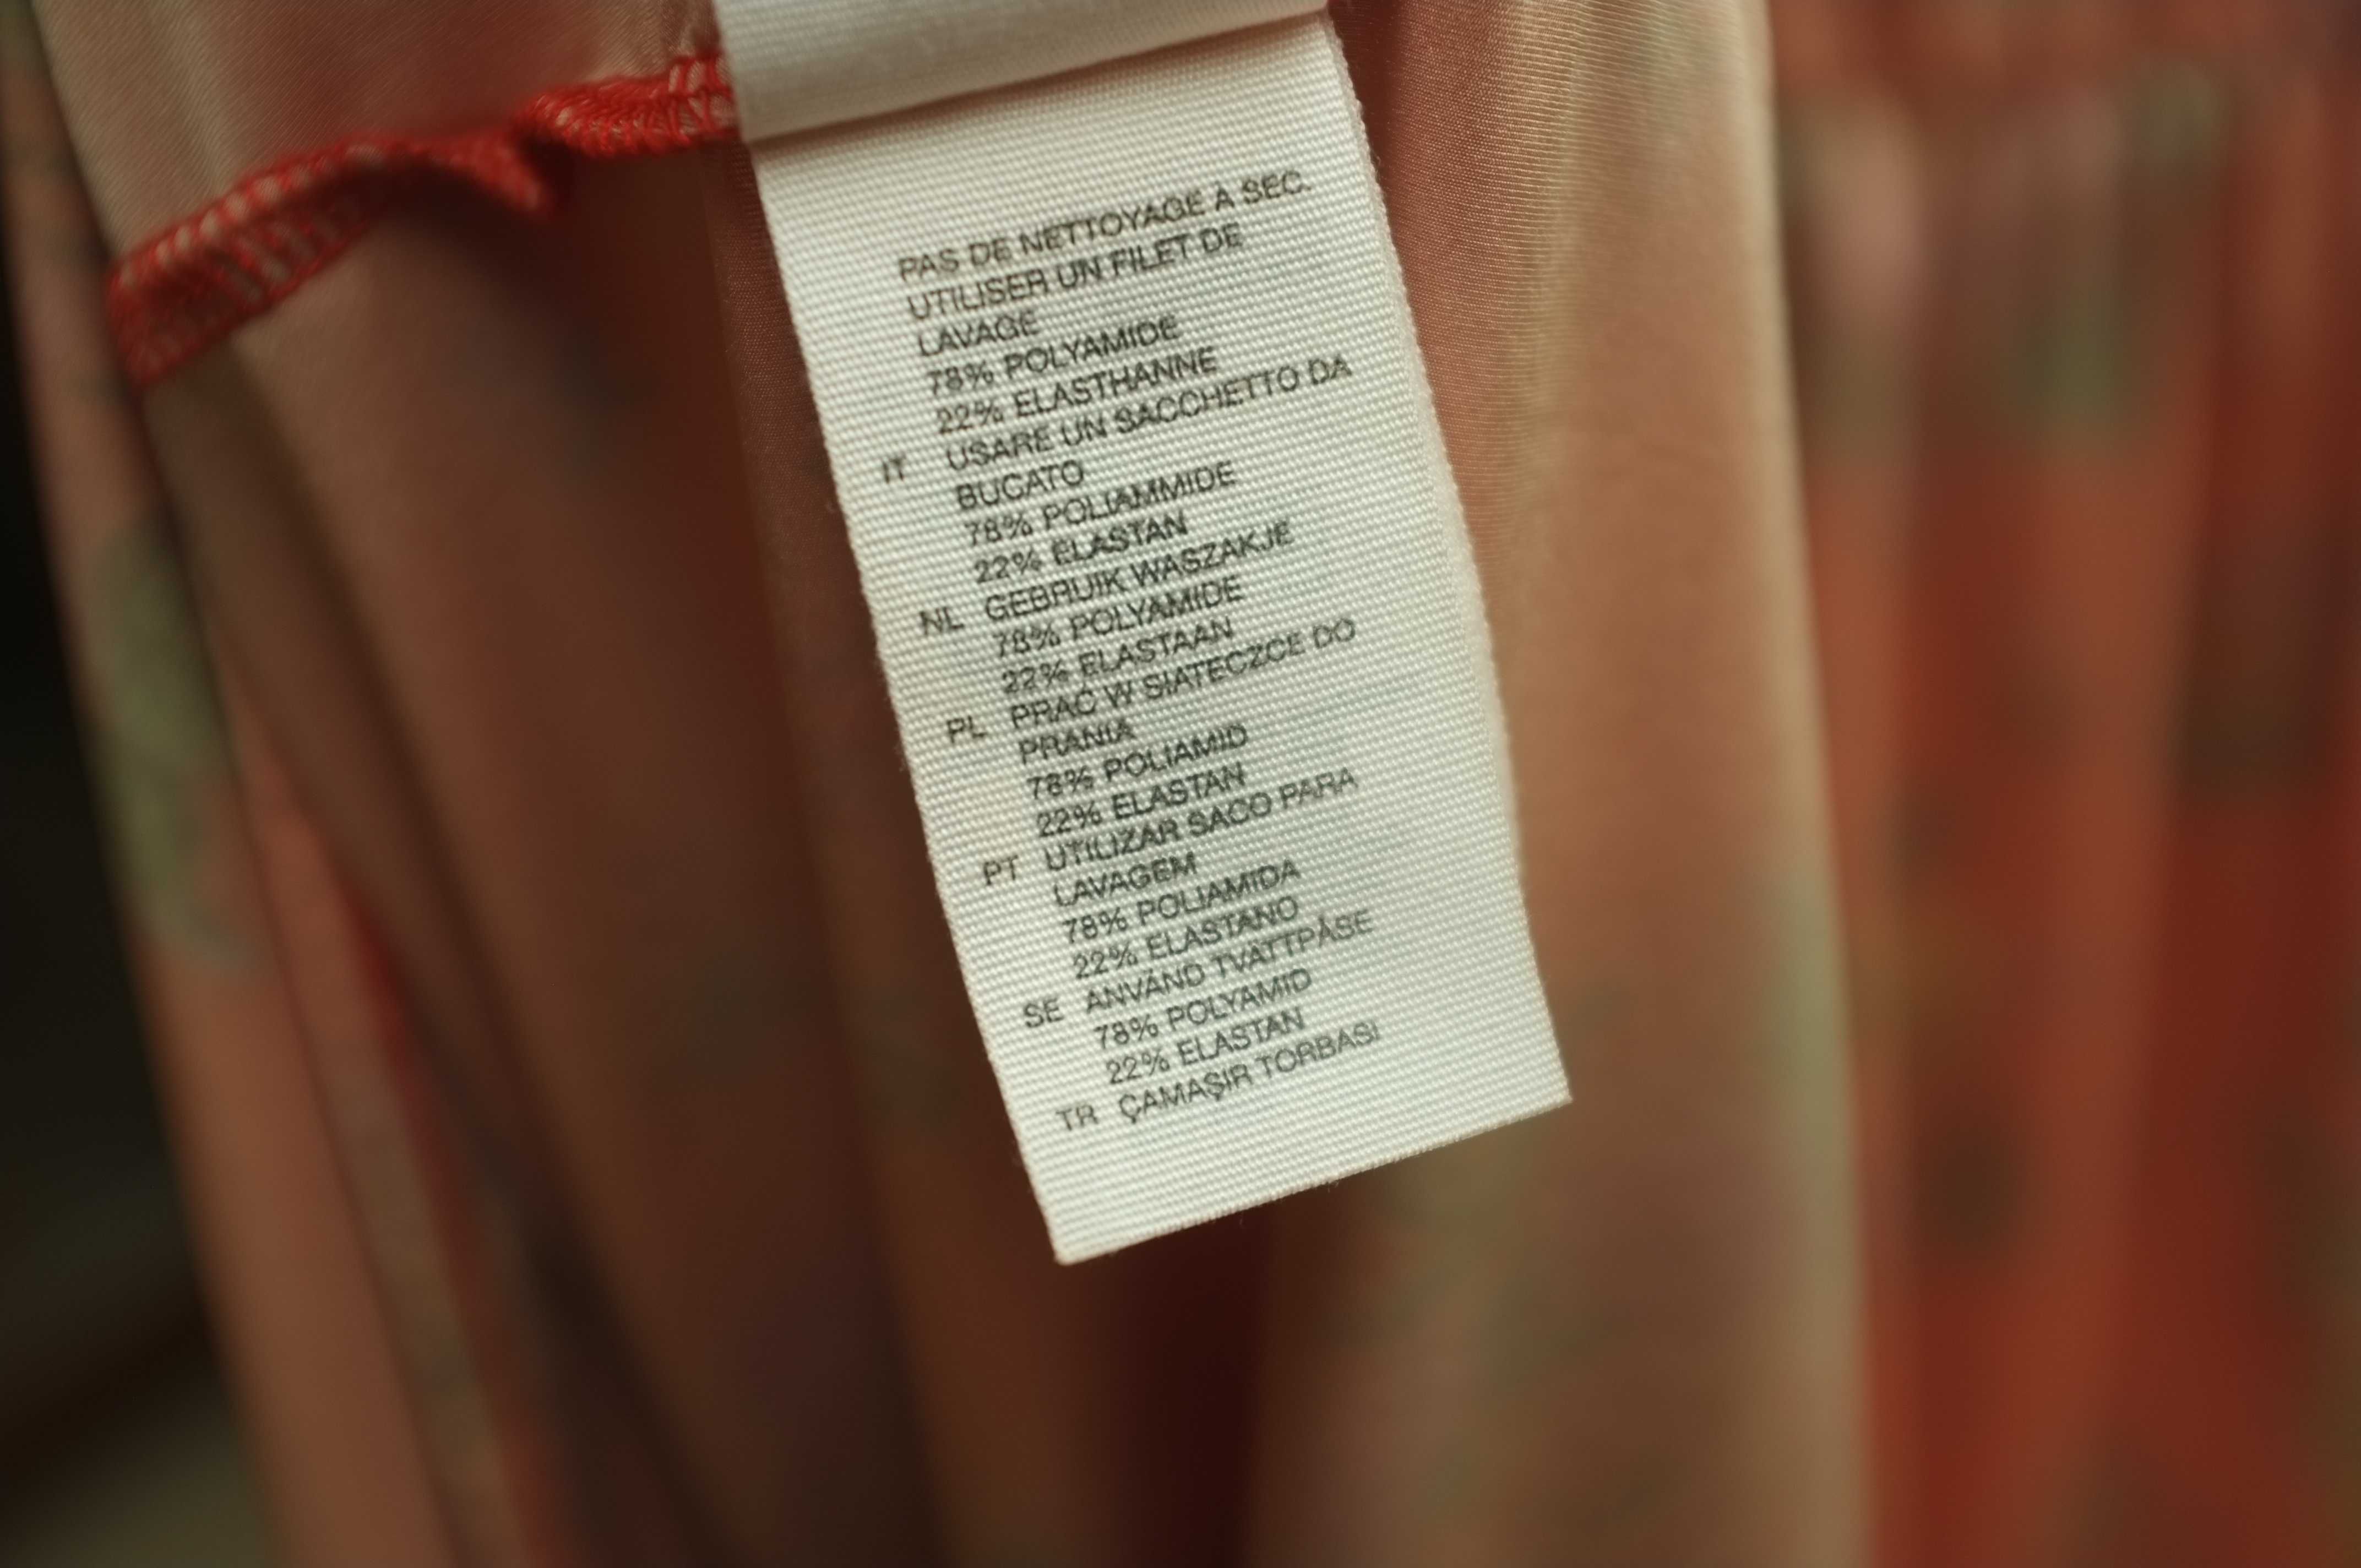 PAS DE NETTOYAGE À SEC.
UTILISER UN FILET DE
LAVAGE
78% POLYAMIDE
22% ELASTHANNE
IT USARE UN SACCHETTO DA
BUCATO
78% POLIAMMIDE
22% ELASTAN
NL GEBRUIK WASZAKJE
78% POLYAMIDE
22% ELASTAAN
PL PRAĆ W SIATECZCE DO
PRANIA
78% POLIAMID
22% ELASTAN
PT UTILIZAR SACO PARA
LAVAGEM
78% POLIAMIDA
22% ELASTANO
SE ANVÄND TVÄTTPÅSE
78% POLYAMID
22% ELASTAN
TR ÇAMAŞIR TORBASI